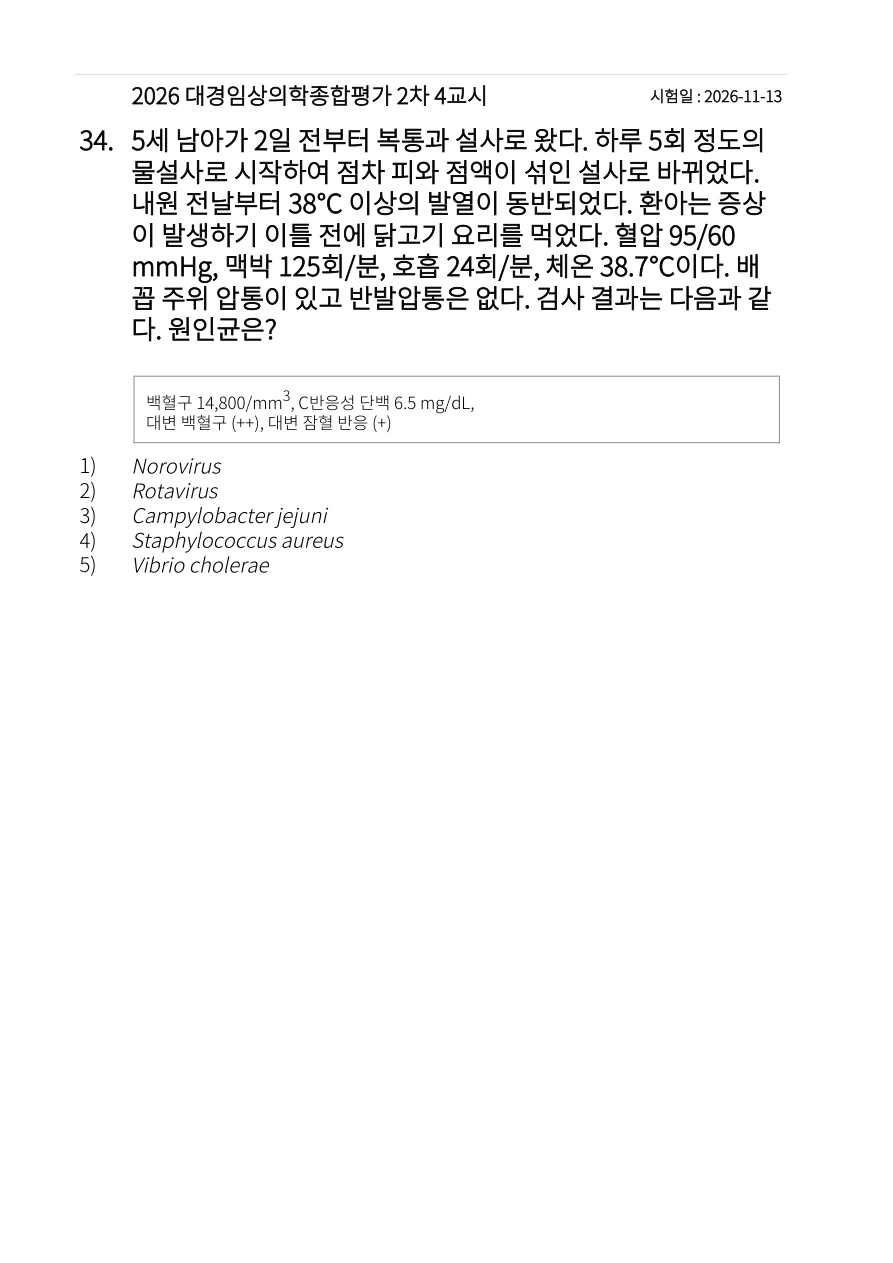 2026 대경임상의학종합평가 2차 4교시
시험일 : 2026-11-13
34. 5세 남아가 2일 전부터 복통과 설사로 왔다. 하루 5회 정도의
물설사로 시작하여 점차 피와 점액이 섞인 설사로 바뀌었다.
내원 전날부터 38℃ 이상의 발열이 동반되었다. 환아는 증상
이 발생하기 이틀 전에 닭고기 요리를 먹었다. 혈압 95/60
mmHg, 맥박 125회/분, 호흡 24회/분, 체온 38.7℃이다. 배
꼽 주위 압통이 있고 반발압통은 없다. 검사 결과는 다음과 같
다. 원인균은?
백혈구 14,800/mm³, C반응성 단백 6.5 mg/dL,
대변 백혈구 (++), 대변 잠혈 반응 (+)
1) Norovirus
2) Rotavirus
3) Campylobacter jejuni
4) Staphylococcus aureus
5) Vibrio cholerae